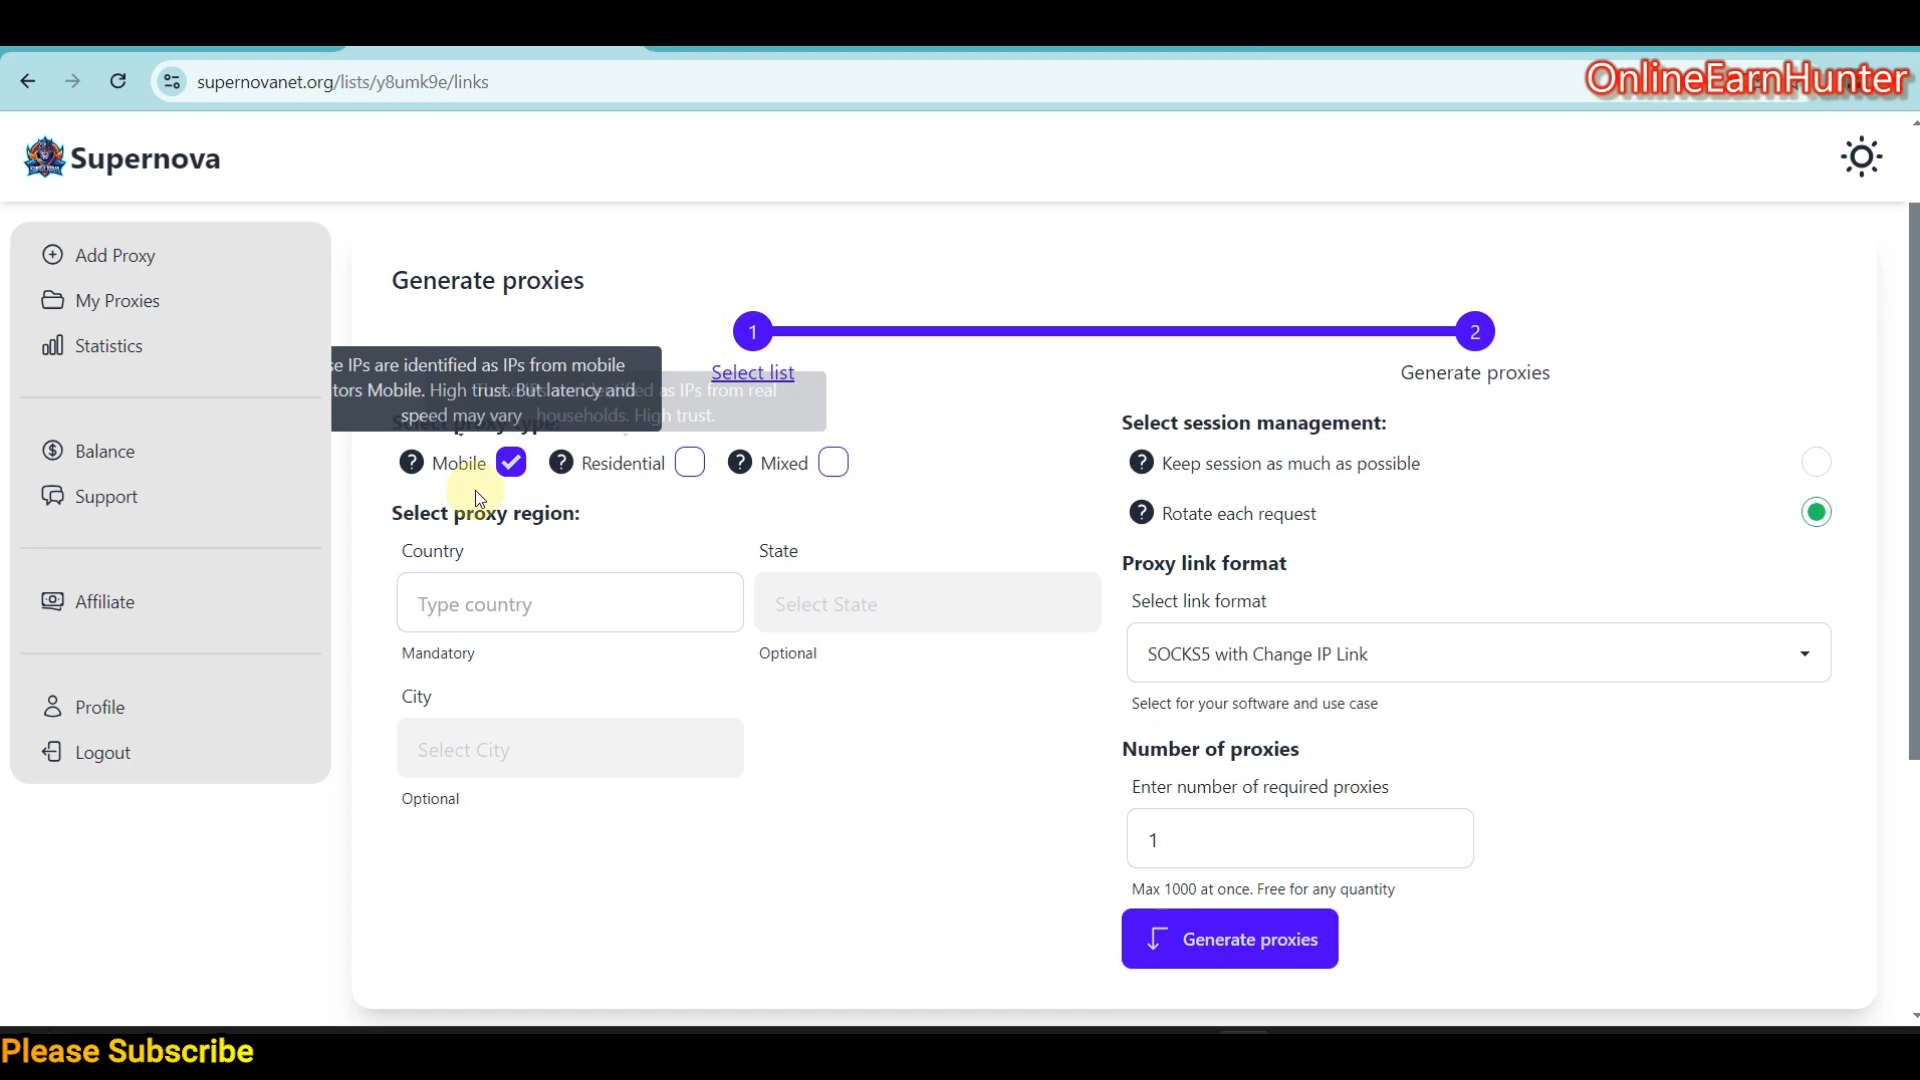 supernovanet.org/lists/y8umk9e/links
OnlineEarnHunter
Supernova
Add Proxy
My Proxies
Statistics
Balance
Support
Affiliate
Profile
Logout
Generate proxies
1
2
Select list
Generate proxies
se IPs are identified as IPs from mobile
tors Mobile. High trust. But latency and
speed may vary
as IPs from real
households. High trust.
Select proxy type:
? Mobile
? Residential
? Mixed
Select proxy region:
Country
State
Type country
Select State
Mandatory
Optional
City
Select City
Optional
Select session management:
? Keep session as much as possible
? Rotate each request
Proxy link format
Select link format
SOCKS5 with Change IP Link
Select for your software and use case
Number of proxies
Enter number of required proxies
1
Max 1000 at once. Free for any quantity
Generate proxies
Please Subscribe